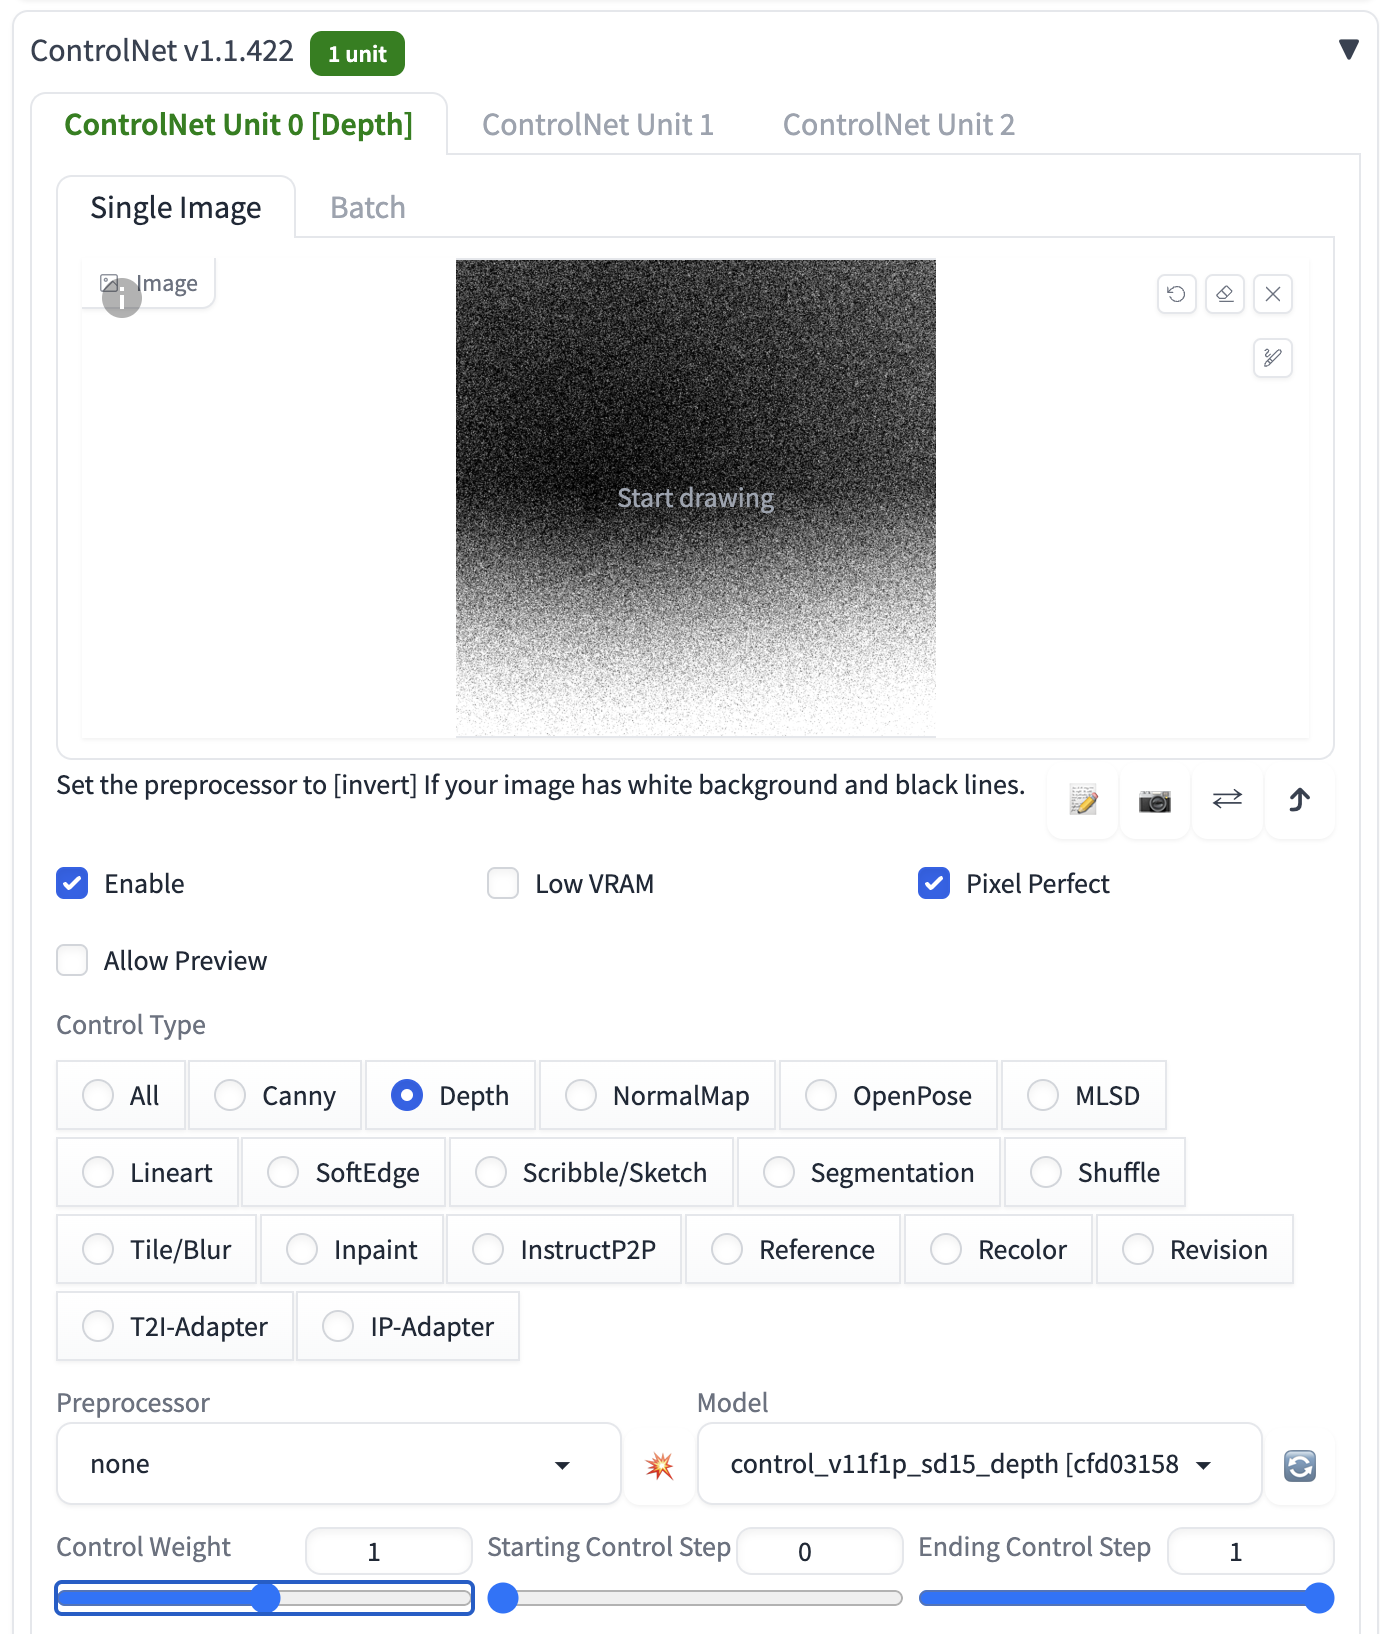 ControlNet v1.1.422 1 unit
ControlNet Unit 0 [Depth] ControlNet Unit 1 ControlNet Unit 2
Single Image Batch
Image
Start drawing
Set the preprocessor to [invert] If your image has white background and black lines.
Enable Low VRAM Pixel Perfect
Allow Preview
Control Type
All Canny Depth NormalMap OpenPose MLSD
Lineart SoftEdge Scribble/Sketch Segmentation Shuffle
Tile/Blur Inpaint InstructP2P Reference Recolor Revision
T2I-Adapter IP-Adapter
Preprocessor Model
none control_v11f1p_sd15_depth [cfd03158
Control Weight 1 Starting Control Step 0 Ending Control Step 1